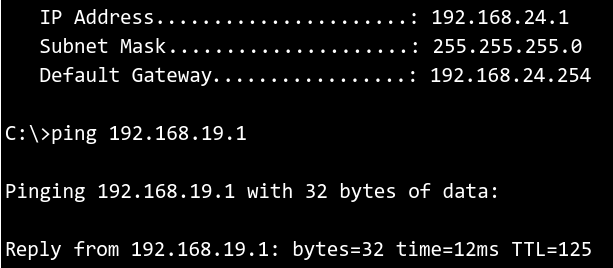 IP Address......................: 192.168.24.1
Subnet Mask.....................: 255.255.255.0
Default Gateway.................: 192.168.24.254
C:\>ping 192.168.19.1
Pinging 192.168.19.1 with 32 bytes of data:
Reply from 192.168.19.1: bytes=32 time=12ms TTL=125